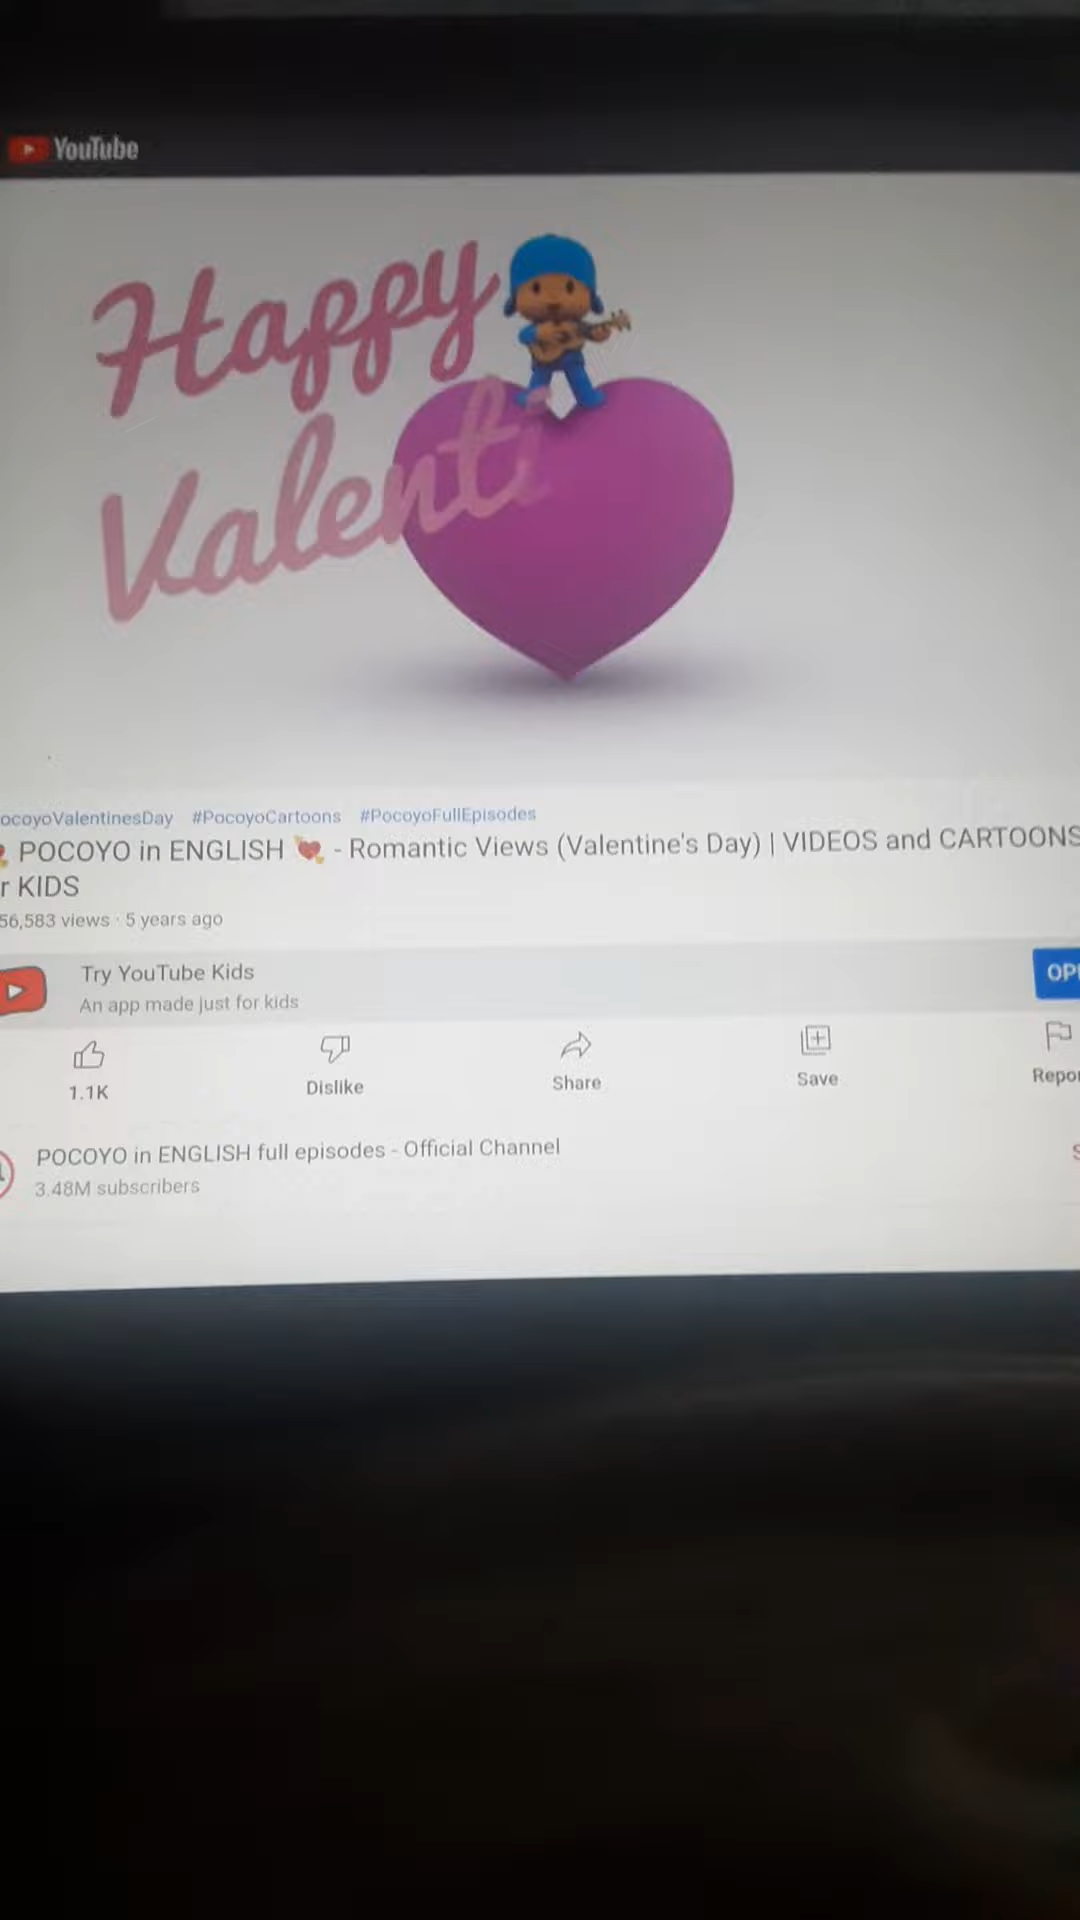 YouTube
Happy
Valenti
ocoyoValentinesDay #PocoyoCartoons #PocoyoFullEpisodes
POCOYO in ENGLISH 💘 - Romantic Views (Valentine's Day) | VIDEOS and CARTOONS
r KIDS
56,583 views · 5 years ago
Try YouTube Kids
An app made just for kids
OP
1.1K
Dislike
Share
Save
Repor
POCOYO in ENGLISH full episodes - Official Channel
S
3.48M subscribers